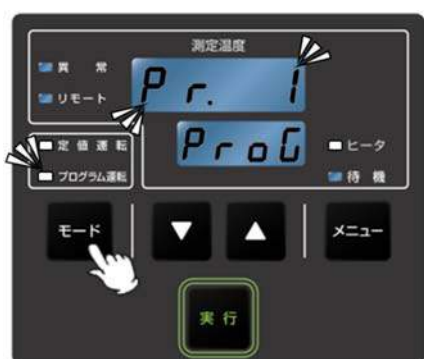 測定温度
異常
リモート
Pr. 1
定値運転
プログラム運転
ProG
ヒータ
待機
モード
▼
▲
メニュー
実行